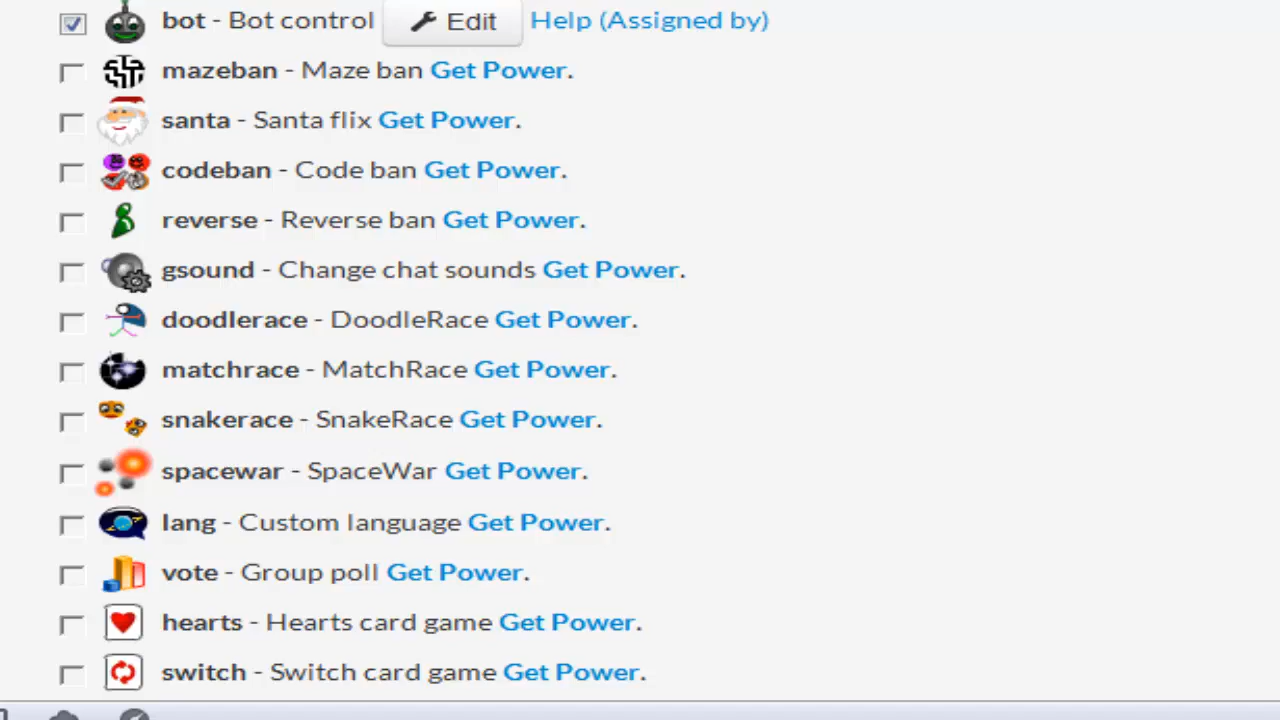 bot - Bot control Edit Help (Assigned by)
mazeban - Maze ban Get Power.
santa - Santa flix Get Power.
codeban - Code ban Get Power.
reverse - Reverse ban Get Power.
gsound - Change chat sounds Get Power.
doodlerace - DoodleRace Get Power.
matchrace - MatchRace Get Power.
snakerace - SnakeRace Get Power.
spacewar - SpaceWar Get Power.
lang - Custom language Get Power.
vote - Group poll Get Power.
hearts - Hearts card game Get Power.
switch - Switch card game Get Power.